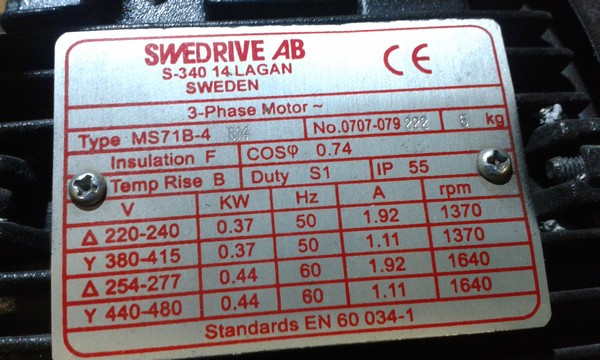 SWEDRIVE AB
CE
S-340 14 LAGAN
SWEDEN
3-Phase Motor ~
Type MS71B-4 B14 No.0707-079222 6 kg
Insulation F COSφ 0.74
Temp Rise B Duty S1 IP 55
V KW Hz A rpm
Δ 220-240 0.37 50 1.92 1370
Y 380-415 0.37 50 1.11 1370
Δ 254-277 0.44 60 1.92 1640
Y 440-480 0.44 60 1.11 1640
Standards EN 60 034-1